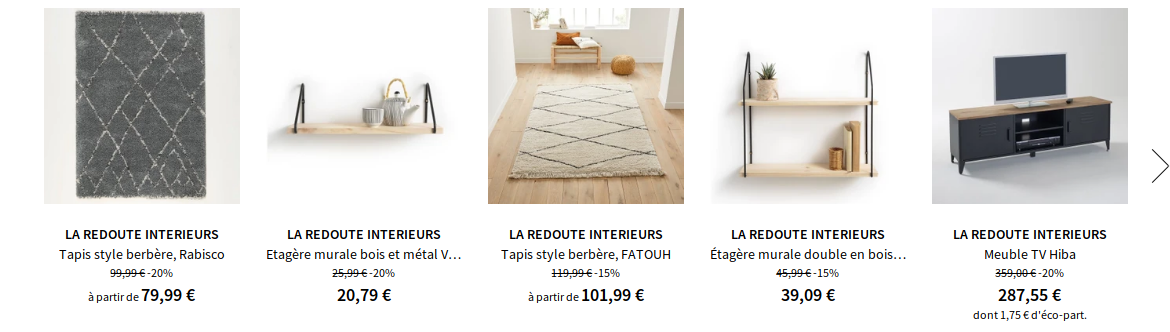 LA REDOUTE INTERIEURS
Tapis style berbère, Rabisco
99,99 € -20%
à partir de 79,99 €
LA REDOUTE INTERIEURS
Etagère murale bois et métal V…
25,99 € -20%
20,79 €
LA REDOUTE INTERIEURS
Tapis style berbère, FATOUH
119,99 € -15%
à partir de 101,99 €
LA REDOUTE INTERIEURS
Étagère murale double en bois…
45,99 € -15%
39,09 €
LA REDOUTE INTERIEURS
Meuble TV Hiba
359,00 € -20%
287,55 €
dont 1,75 € d'éco-part.